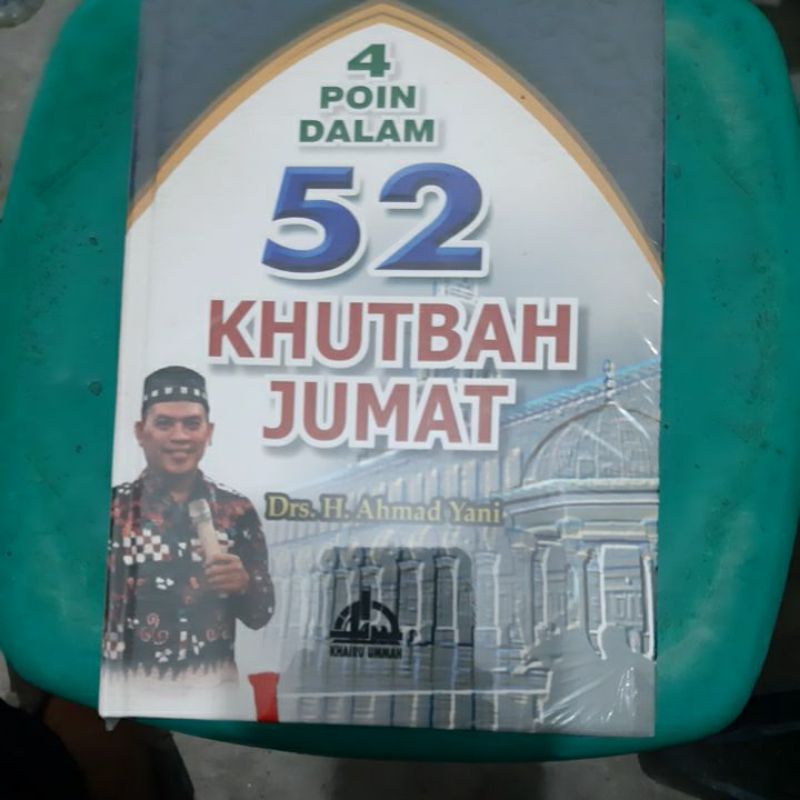 4
POIN
DALAM
52
KHUTBAH
JUMAT
Drs. H. Ahmad Yani
KHAIRU UMMAH